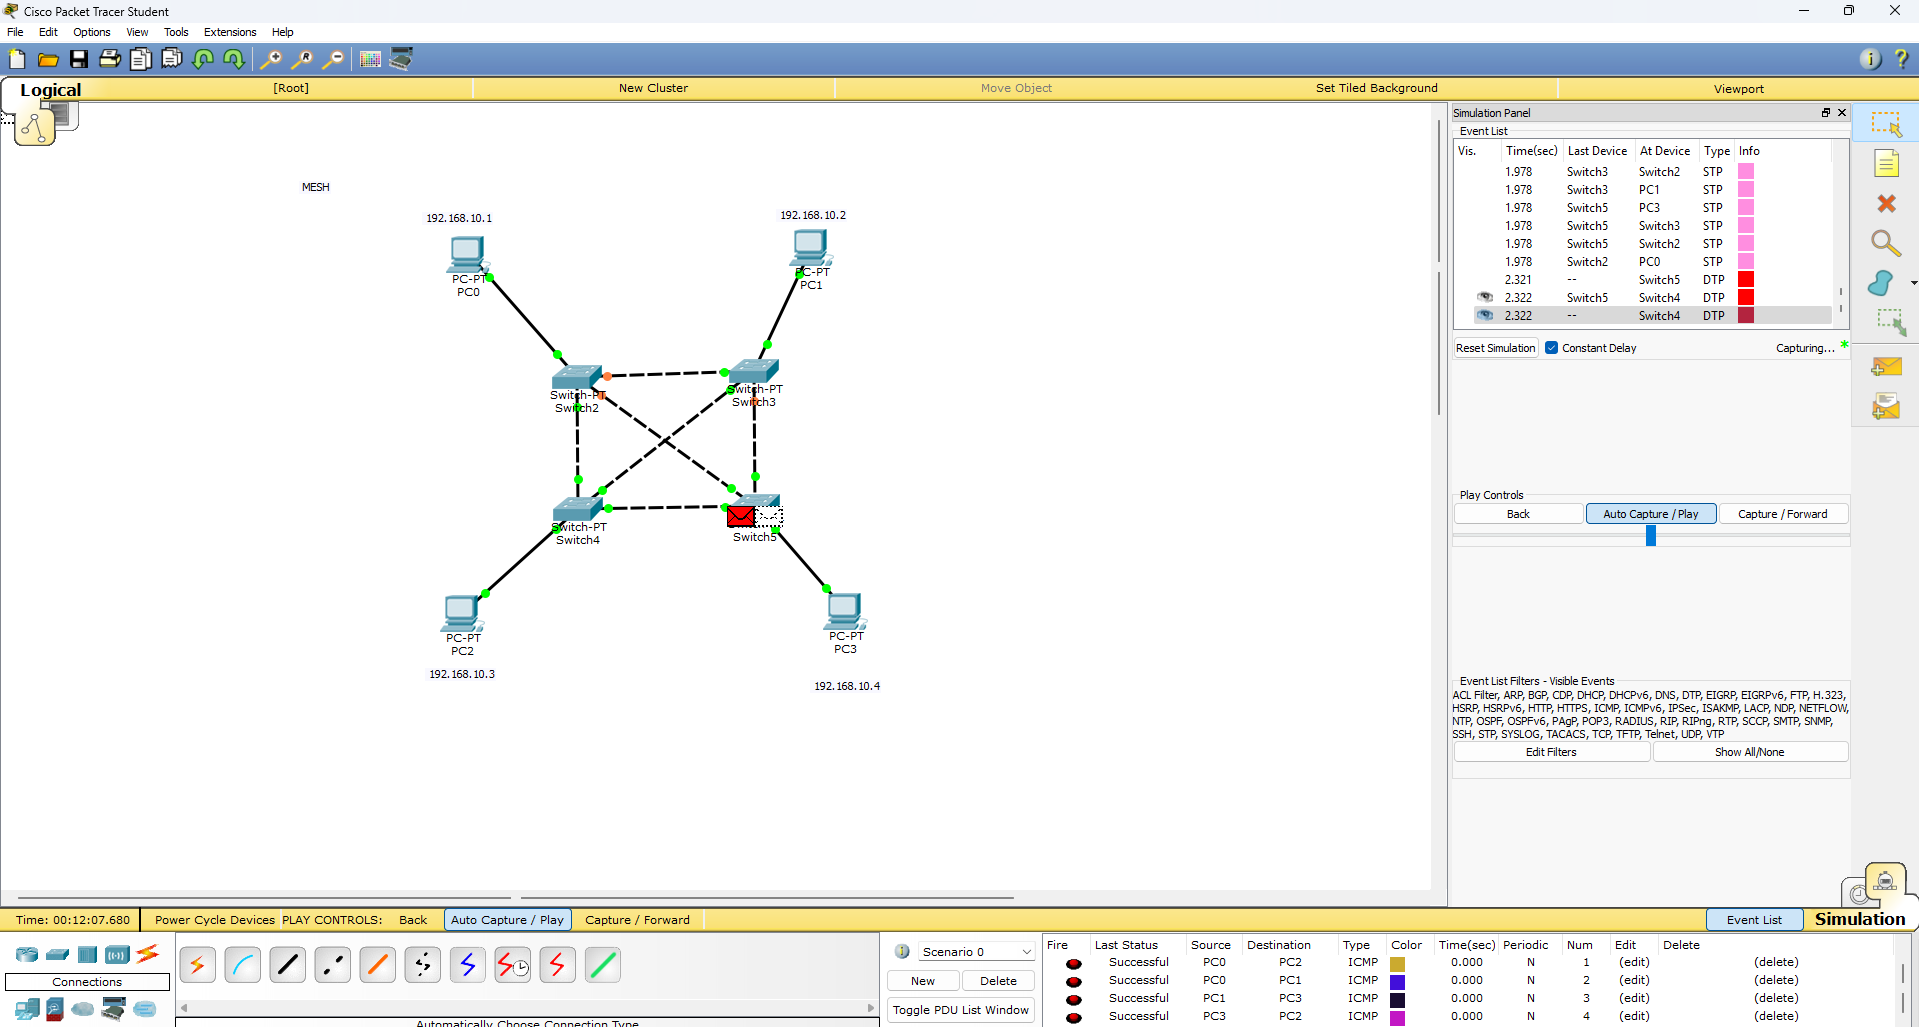 Cisco Packet Tracer Student
File Edit Options View Tools Extensions Help
Logical [Root] New Cluster Move Object Set Tiled Background Viewport
MESH
192.168.10.1
192.168.10.2
PC-PT
PC0
PC-PT
PC1
Switch-PT
Switch2
Switch-PT
Switch3
Switch-PT
Switch4
Switch5
PC-PT
PC2
PC-PT
PC3
192.168.10.3
192.168.10.4
Simulation Panel
Event List
Vis. Time(sec) Last Device At Device Type Info
1.978 Switch3 Switch2 STP
1.978 Switch3 PC1 STP
1.978 Switch5 PC3 STP
1.978 Switch5 Switch3 STP
1.978 Switch5 Switch2 STP
1.978 Switch2 PC0 STP
2.321 -- Switch5 DTP
2.322 Switch5 Switch4 DTP
2.322 -- Switch4 DTP
Reset Simulation Constant Delay Capturing... *
Play Controls
Back Auto Capture / Play Capture / Forward
Event List Filters - Visible Events
ACL Filter, ARP, BGP, CDP, DHCP, DHCPv6, DNS, DTP, EIGRP, EIGRPv6, FTP, H.323,
HSRP, HSRPv6, HTTP, HTTPS, ICMP, ICMPv6, IPSec, ISAKMP, LACP, NDP, NETFLOW,
NTP, OSPF, OSPFv6, PAgP, POP3, RADIUS, RIP, RIPng, RTP, SCCP, SMTP, SNMP,
SSH, STP, SYSLOG, TACACS, TCP, TFTP, Telnet, UDP, VTP
Edit Filters Show All/None
Time: 00:12:07.680 Power Cycle Devices PLAY CONTROLS: Back Auto Capture / Play Capture / Forward Event List Simulation
Connections
Automatically Choose Connection Type
Scenario 0
New Delete
Toggle PDU List Window
Fire Last Status Source Destination Type Color Time(sec) Periodic Num Edit Delete
Successful PC0 PC2 ICMP 0.000 N 1 (edit) (delete)
Successful PC0 PC1 ICMP 0.000 N 2 (edit) (delete)
Successful PC1 PC3 ICMP 0.000 N 3 (edit) (delete)
Successful PC3 PC2 ICMP 0.000 N 4 (edit) (delete)